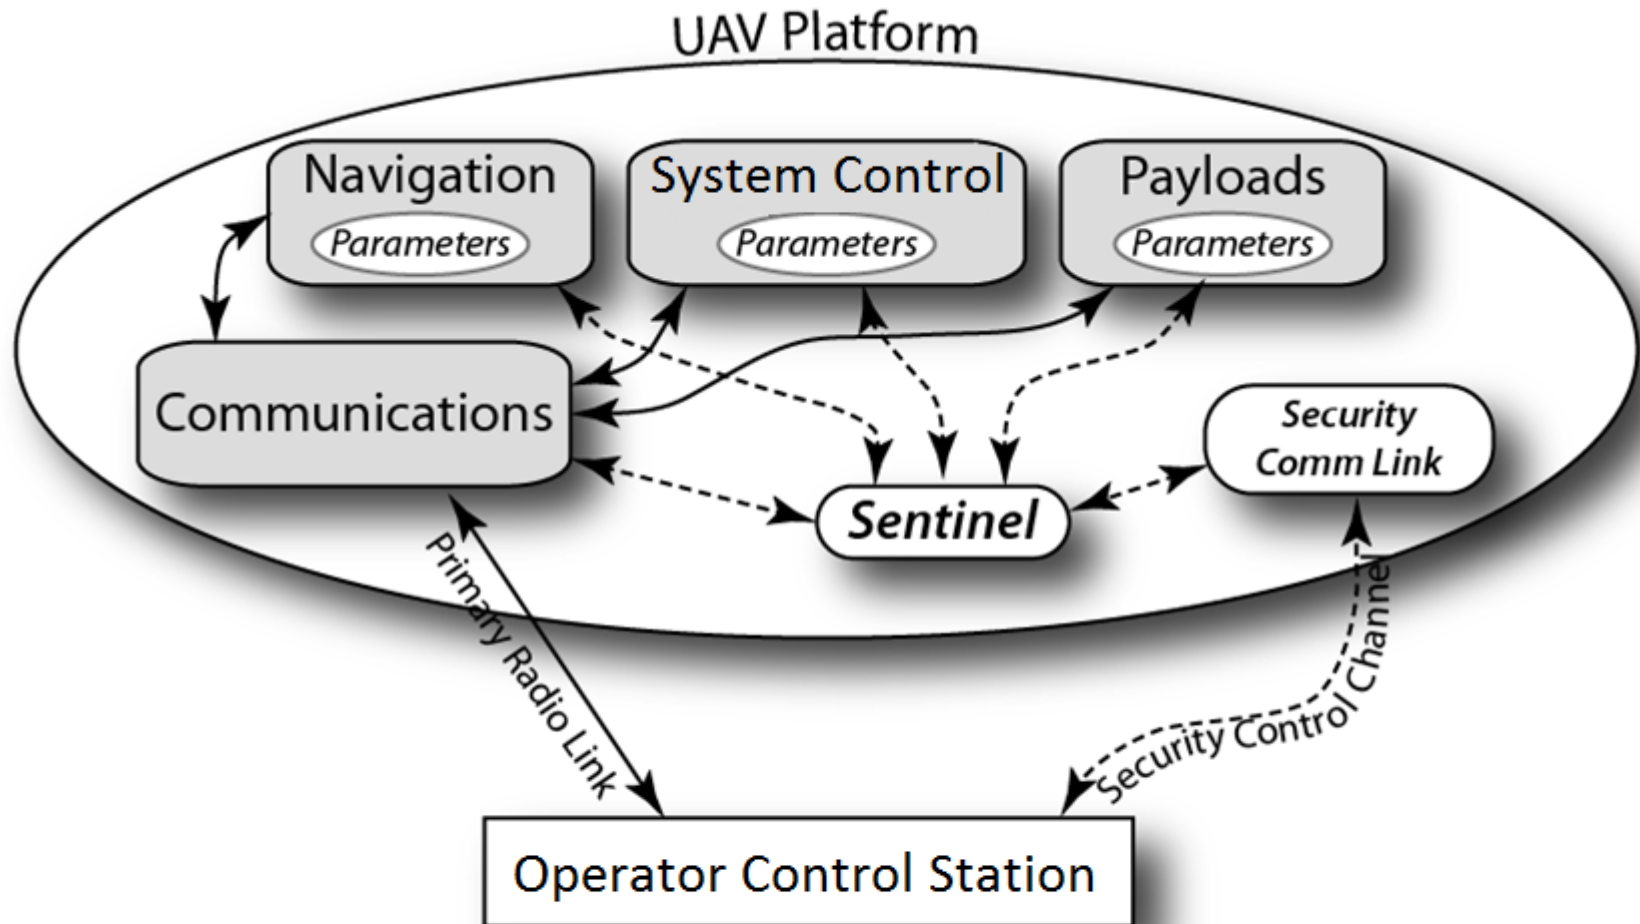 UAV Platform
Navigation
Parameters
System Control
Parameters
Payloads
Parameters
Communications
Security
Comm Link
Sentinel
Primary Radio Link
Security Control Channel
Operator Control Station